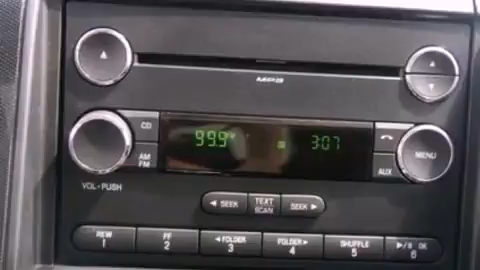 MP3
CD
AM
FM
99.9
3:07
MENU
AUX
VOL-PUSH
◄ SEEK
TEXT
SCAN
SEEK ►
REW
1
FF
2
◄FOLDER
3
FOLDER►
4
SHUFFLE
5
►/II OK
6